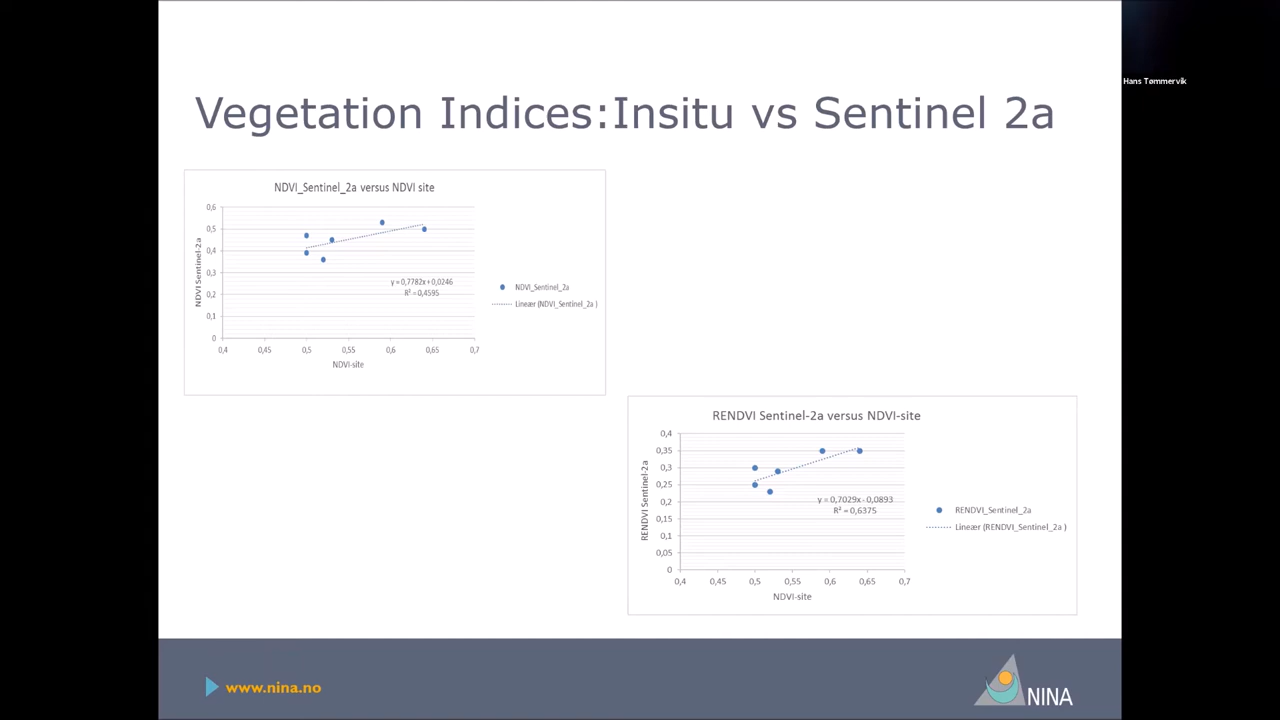 Hans Tømmervik
Vegetation Indices:Insitu vs Sentinel 2a
NDVI_Sentinel_2a versus NDVI site
NDVI Sentinel-2a
0,6
0,5
0,4
0,3
0,2
0,1
0
0,4 0,45 0,5 0,55 0,6 0,65 0,7
NDVI-site
y = 0,7782x + 0,0246
R² = 0,4595
NDVI_Sentinel_2a
Lineær (NDVI_Sentinel_2a )
RENDVI Sentinel-2a versus NDVI-site
RENDVI Sentinel-2a
0,4
0,35
0,3
0,25
0,2
0,15
0,1
0,05
0
0,4 0,45 0,5 0,55 0,6 0,65 0,7
NDVI-site
y = 0,7029x - 0,0893
R² = 0,6375
RENDVI_Sentinel_2a
Lineær (RENDVI_Sentinel_2a )
www.nina.no
NINA